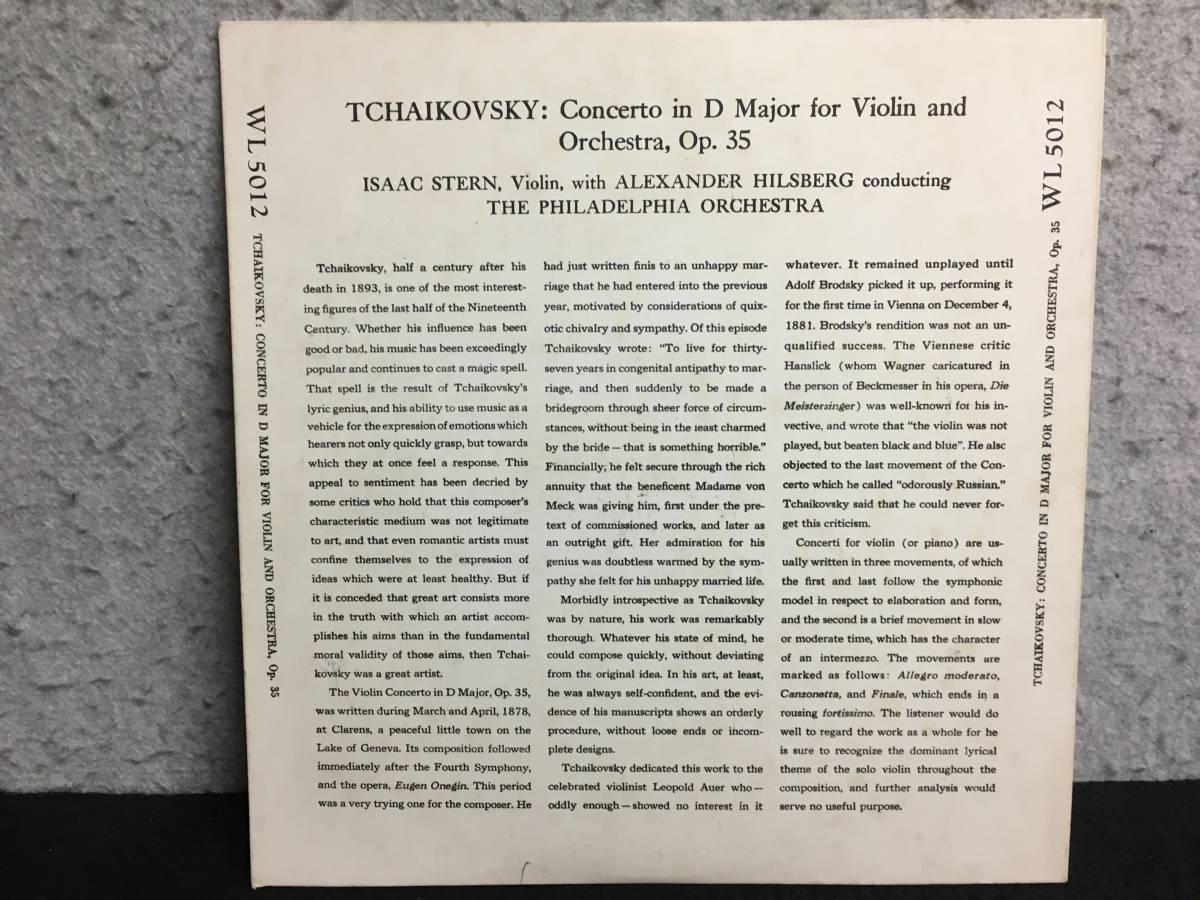 TCHAIKOVSKY: Concerto in D Major for Violin and
Orchestra, Op. 35
ISAAC STERN, Violin, with ALEXANDER HILSBERG conducting
THE PHILADELPHIA ORCHESTRA
WL 5012 TCHAIKOVSKY: CONCERTO IN D MAJOR FOR VIOLIN AND ORCHESTRA, Op. 35
Tchaikovsky, half a century after his
death in 1893, is one of the most interest-
ing figures of the last half of the Nineteenth
Century. Whether his influence has been
good or bad, his music has been exceedingly
popular and continues to cast a magic spell.
That spell is the result of Tchaikovsky's
lyric genius, and his ability to use music as a
vehicle for the expression of emotions which
hearers not only quickly grasp, but towards
which they at once feel a response. This
appeal to sentiment has been decried by
some critics who hold that this composer's
characteristic medium was not legitimate
to art, and that even romantic artists must
confine themselves to the expression of
ideas which were at least healthy. But if
it is conceded that great art consists more
in the truth with which an artist accom-
plishes his aims than in the fundamental
moral validity of those aims, then Tchai-
kovsky was a great artist.
The Violin Concerto in D Major, Op. 35,
was written during March and April, 1878,
at Clarens, a peaceful little town on the
Lake of Geneva. Its composition followed
immediately after the Fourth Symphony,
and the opera, Eugen Onegin. This period
was a very trying one for the composer. He
had just written finis to an unhappy mar-
riage that he had entered into the previous
year, motivated by considerations of quix-
otic chivalry and sympathy. Of this episode
Tchaikovsky wrote: "To live for thirty-
seven years in congenital antipathy to mar-
riage, and then suddenly to be made a
bridegroom through sheer force of circum-
stances, without being in the least charmed
by the bride—that is something horrible."
Financially, he felt secure through the rich
annuity that the beneficent Madame von
Meck was giving him, first under the pre-
text of commissioned works, and later as
an outright gift. Her admiration for his
genius was doubtless warmed by the sym-
pathy she felt for his unhappy married life.
Morbidly introspective as Tchaikovsky
was by nature, his work was remarkably
thorough. Whatever his state of mind, he
could compose quickly, without deviating
from the original idea. In his art, at least,
he was always self-confident, and the evi-
dence of his manuscripts shows an orderly
procedure, without loose ends or incom-
plete designs.
Tchaikovsky dedicated this work to the
celebrated violinist Leopold Auer who—
oddly enough—showed no interest in it
whatever. It remained unplayed until
Adolf Brodsky picked it up, performing it
for the first time in Vienna on December 4,
1881. Brodsky's rendition was not an un-
qualified success. The Viennese critic
Hanslick (whom Wagner caricatured in
the person of Beckmesser in his opera, Die
Meistersinger) was well-known for his in-
vective, and wrote that "the violin was not
played, but beaten black and blue". He also
objected to the last movement of the Con-
certo which he called "odorously Russian."
Tchaikovsky said that he could never for-
get this criticism.
Concerti for violin (or piano) are us-
ually written in three movements, of which
the first and last follow the symphonic
model in respect to elaboration and form,
and the second is a brief movement in slow
or moderate time, which has the character
of an intermezzo. The movements are
marked as follows: Allegro moderato,
Canzonetta, and Finale, which ends in a
rousing fortissimo. The listener would do
well to regard the work as a whole for he
is sure to recognize the dominant lyrical
theme of the solo violin throughout the
composition, and further analysis would
serve no useful purpose.
TCHAIKOVSKY: CONCERTO IN D MAJOR FOR VIOLIN AND ORCHESTRA, Op. 35 WL 5012